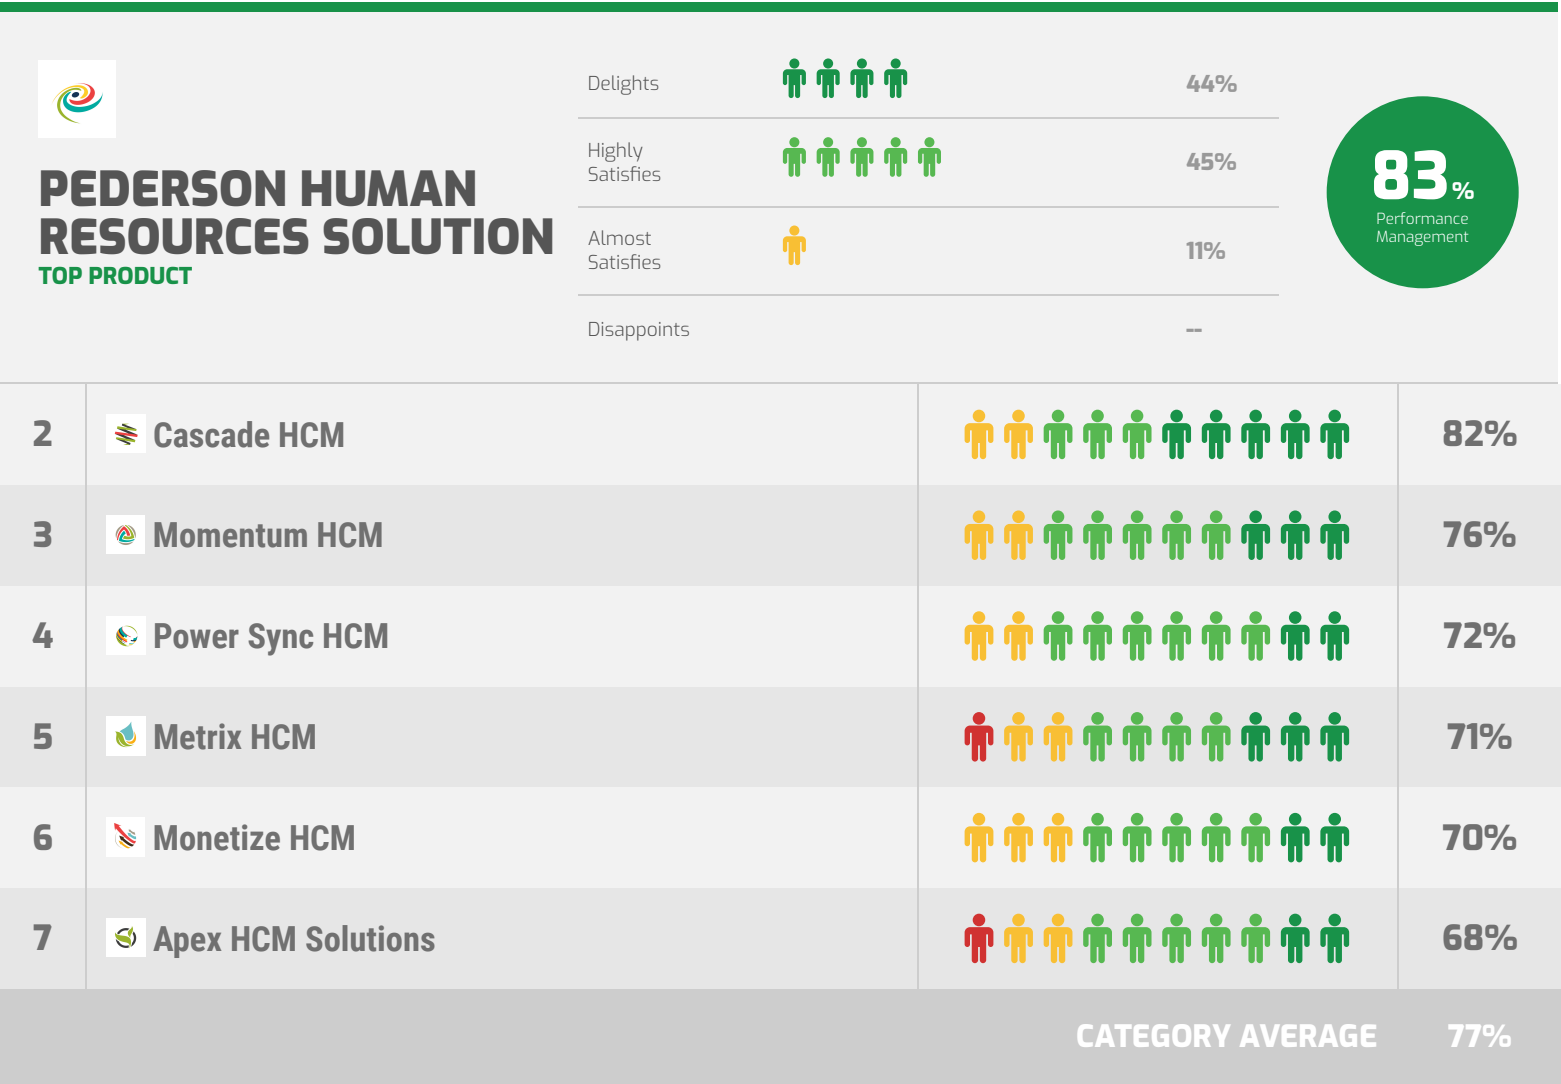 PEDERSON HUMAN
RESOURCES SOLUTION
TOP PRODUCT
Delights 44%
Highly
Satisfies 45%
Almost
Satisfies 11%
Disappoints --
83%
Performance
Management
2 Cascade HCM 82%
3 Momentum HCM 76%
4 Power Sync HCM 72%
5 Metrix HCM 71%
6 Monetize HCM 70%
7 Apex HCM Solutions 68%
CATEGORY AVERAGE 77%